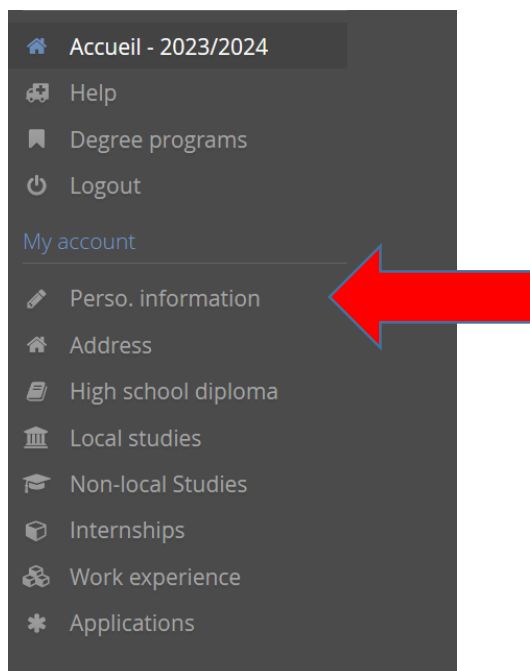 Accueil - 2023/2024
Help
Degree programs
Logout
My account
Perso. information
Address
High school diploma
Local studies
Non-local Studies
Internships
Work experience
Applications